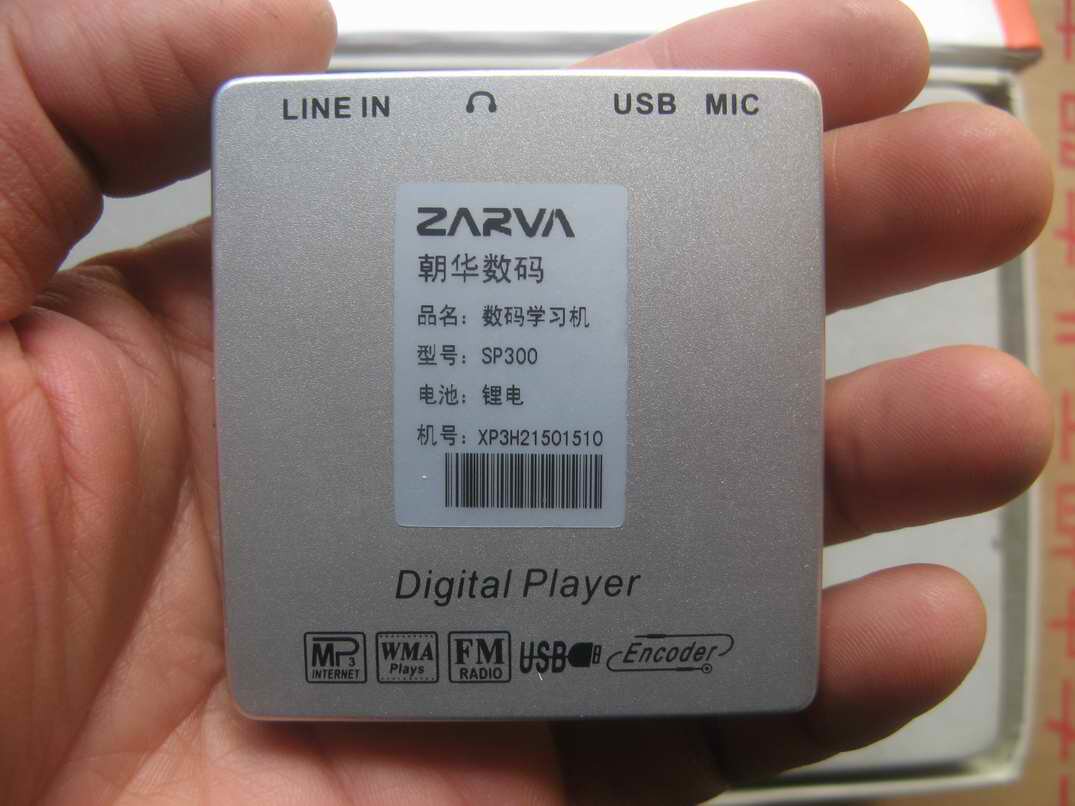 LINE IN USB MIC
ZARVA
朝华数码
品名：数码学习机
型号：SP300
电池：锂电
机号：XP3H21501510
Digital Player
MP3 INTERNET
WMA Plays
FM RADIO
USB
Encoder